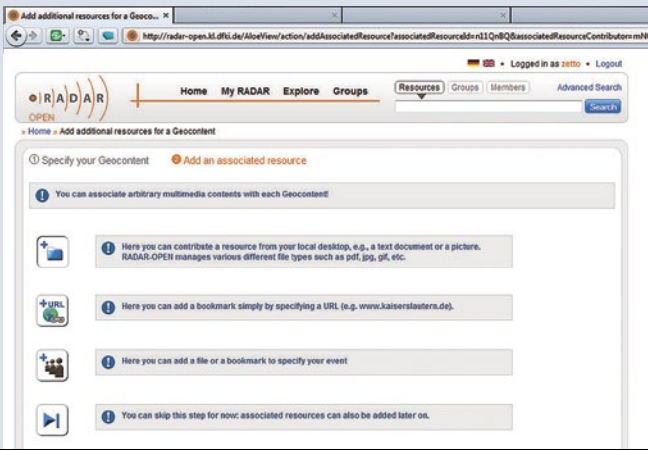 Add additional resources for a Geoco... ×
http://radar-open.kl.dfki.de/AloeView/action/addAssociatedResource?associatedResourceId=n11QnBQ&associatedResourceContributor=mN
• Logged in as zetto • Logout
RADAR
OPEN
Home My RADAR Explore Groups
Resources Groups Members Advanced Search
Search
» Home » Add additional resources for a Geocontent
① Specify your Geocontent ❷ Add an associated resource
You can associate arbitrary multimedia contents with each Geocontent!
Here you can contribute a resource from your local desktop, e.g., a text document or a picture.
RADAR-OPEN manages various different file types such as pdf, jpg, gif, etc.
+URL
Here you can add a bookmark simply by specifying a URL (e.g. www.kaiserslautern.de).
Here you can add a file or a bookmark to specify your event
You can skip this step for now: associated resources can also be added later on.